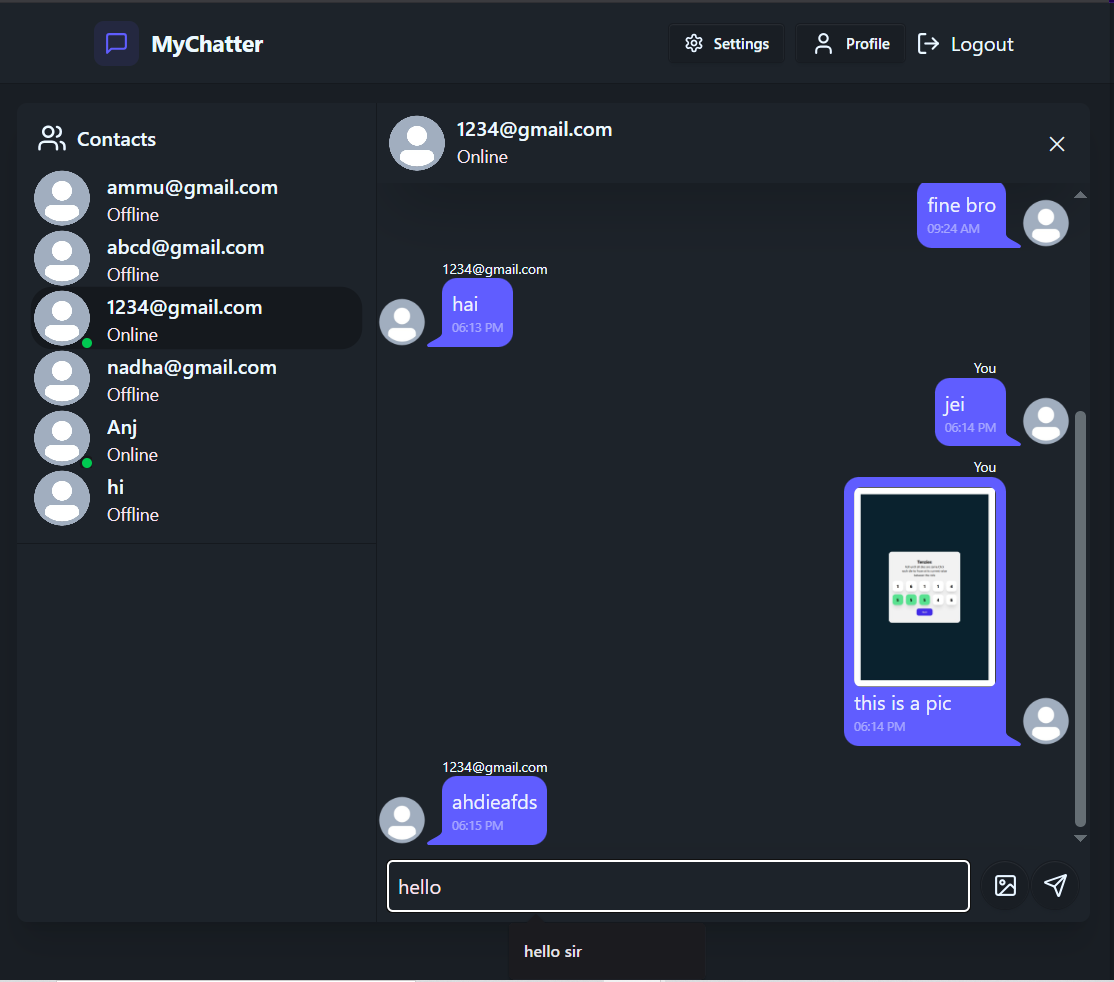 MyChatter
Settings
Profile
Logout
Contacts
ammu@gmail.com
Offline
abcd@gmail.com
Offline
1234@gmail.com
Online
nadha@gmail.com
Offline
Anj
Online
hi
Offline
1234@gmail.com
Online
fine bro
09:24 AM
1234@gmail.com
hai
06:13 PM
You
jei
06:14 PM
You
this is a pic
06:14 PM
1234@gmail.com
ahdieafds
06:15 PM
hello
hello sir